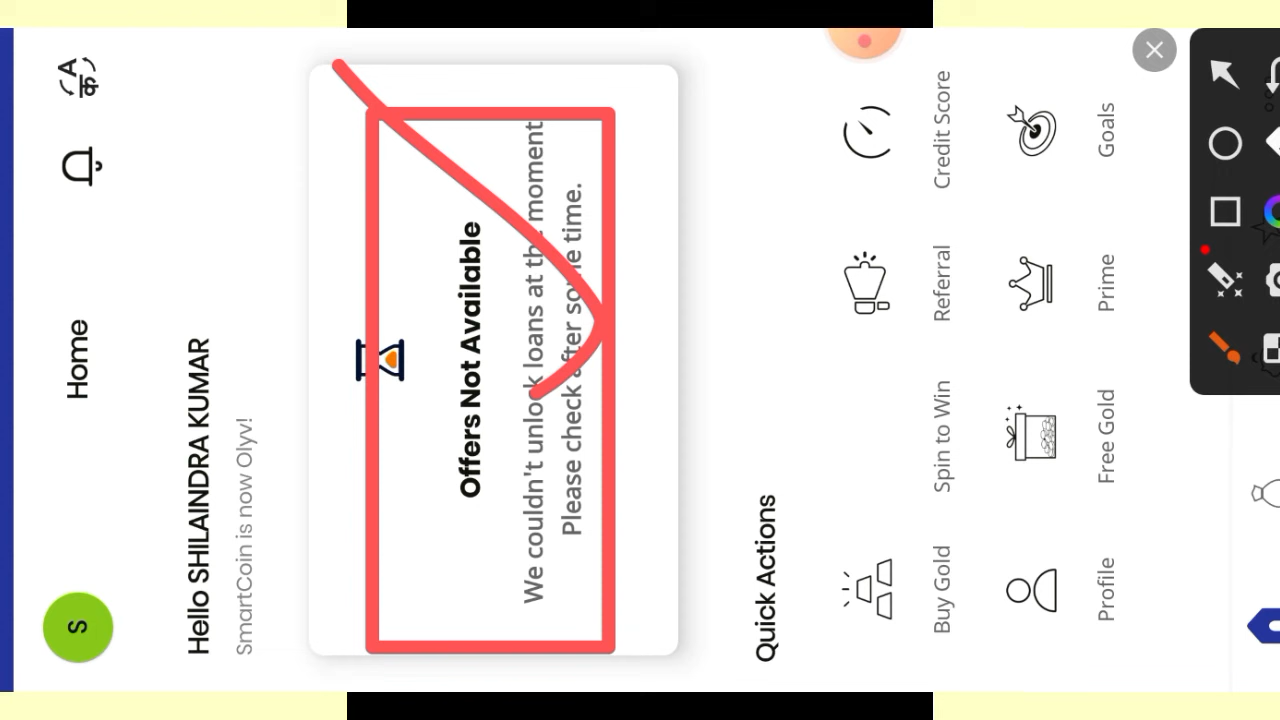 A
क
Home
S
Hello SHILAINDRA KUMAR
SmartCoin is now Olyv!
Offers Not Available
We couldn't unlock loans at the moment
Please check after some time.
Quick Actions
Buy Gold
Spin to Win
Referral
Credit Score
Profile
Free Gold
Prime
Goals